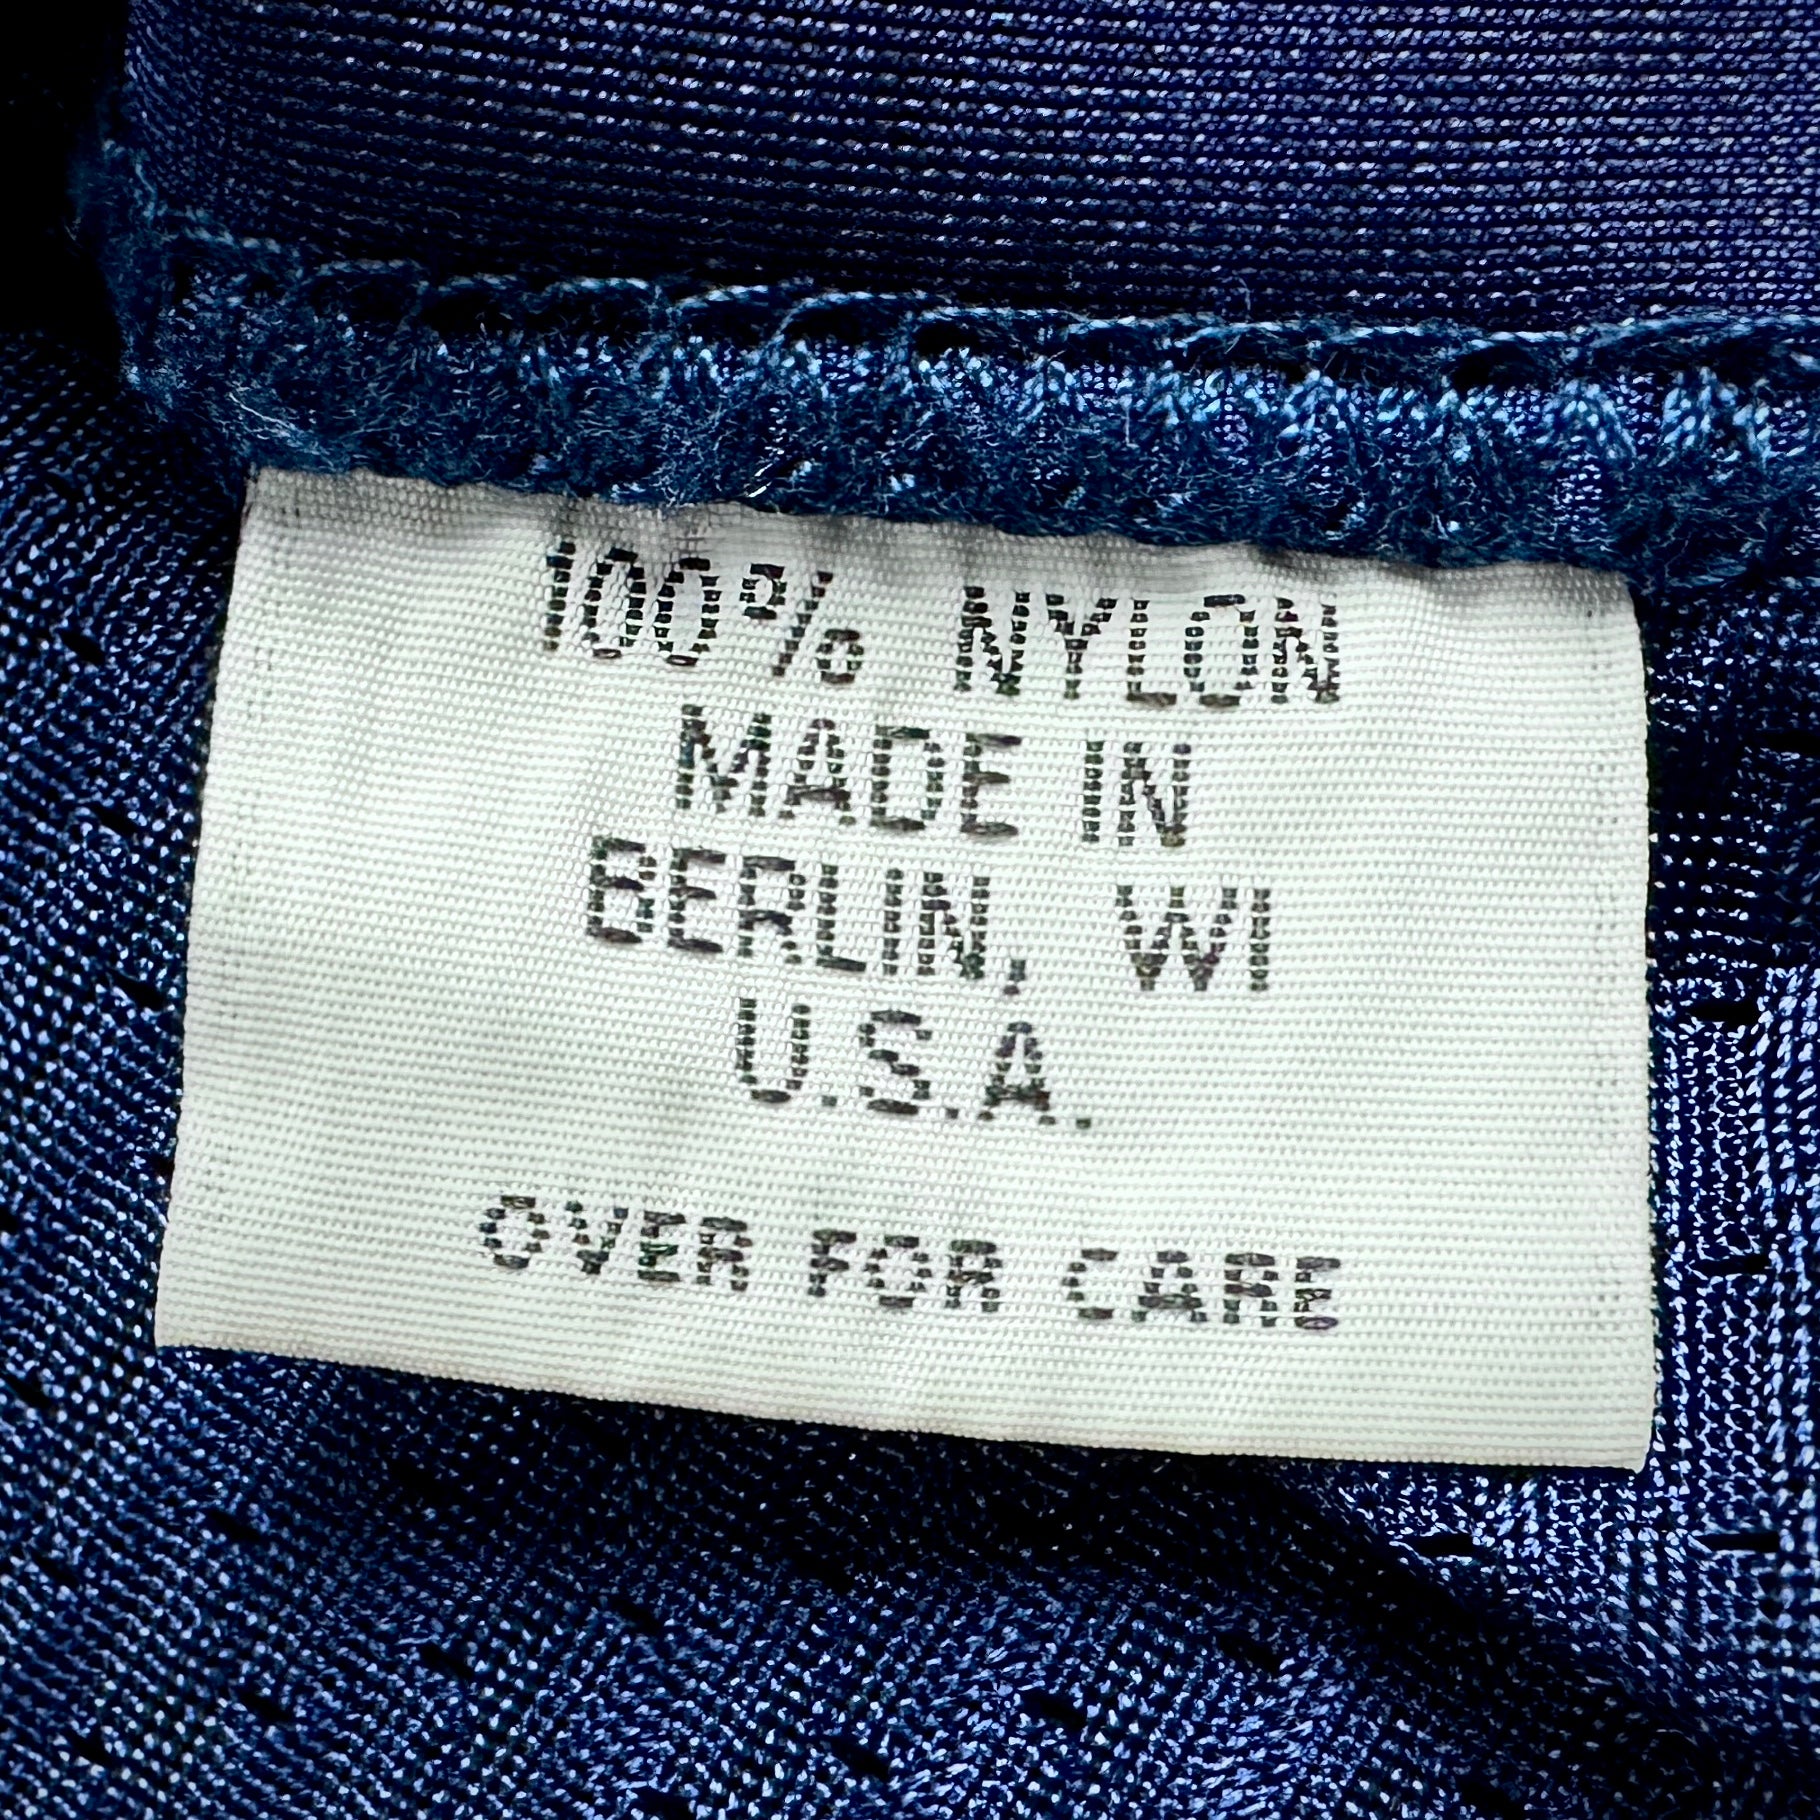 100% NYLON
MADE IN
BERLIN, WI
U.S.A.
OVER FOR CARE